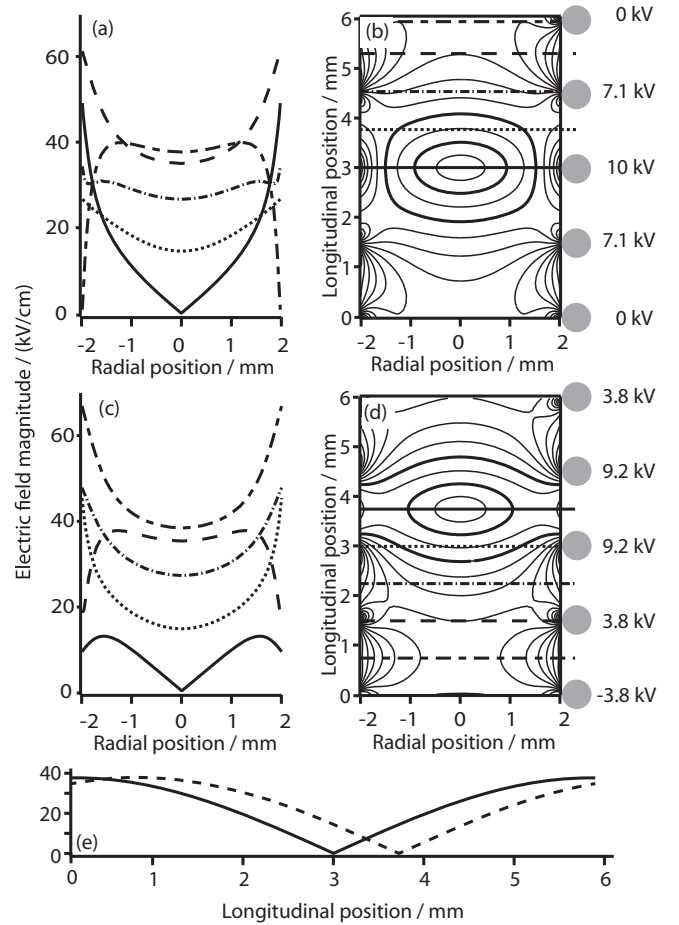 Electric field magnitude / (kV/cm)
(a)
60
40
20
0
-2 -1 0 1 2
Radial position / mm
(b)
Longitudinal position / mm
6
5
4
3
2
1
0
-2 -1 0 1 2
Radial position / mm
0 kV
7.1 kV
10 kV
7.1 kV
0 kV
(c)
60
40
20
0
-2 -1 0 1 2
Radial position / mm
(d)
Longitudinal position / mm
6
5
4
3
2
1
0
-2 -1 0 1 2
Radial position / mm
3.8 kV
9.2 kV
9.2 kV
3.8 kV
-3.8 kV
(e)
40
20
0
0 1 2 3 4 5 6
Longitudinal position / mm